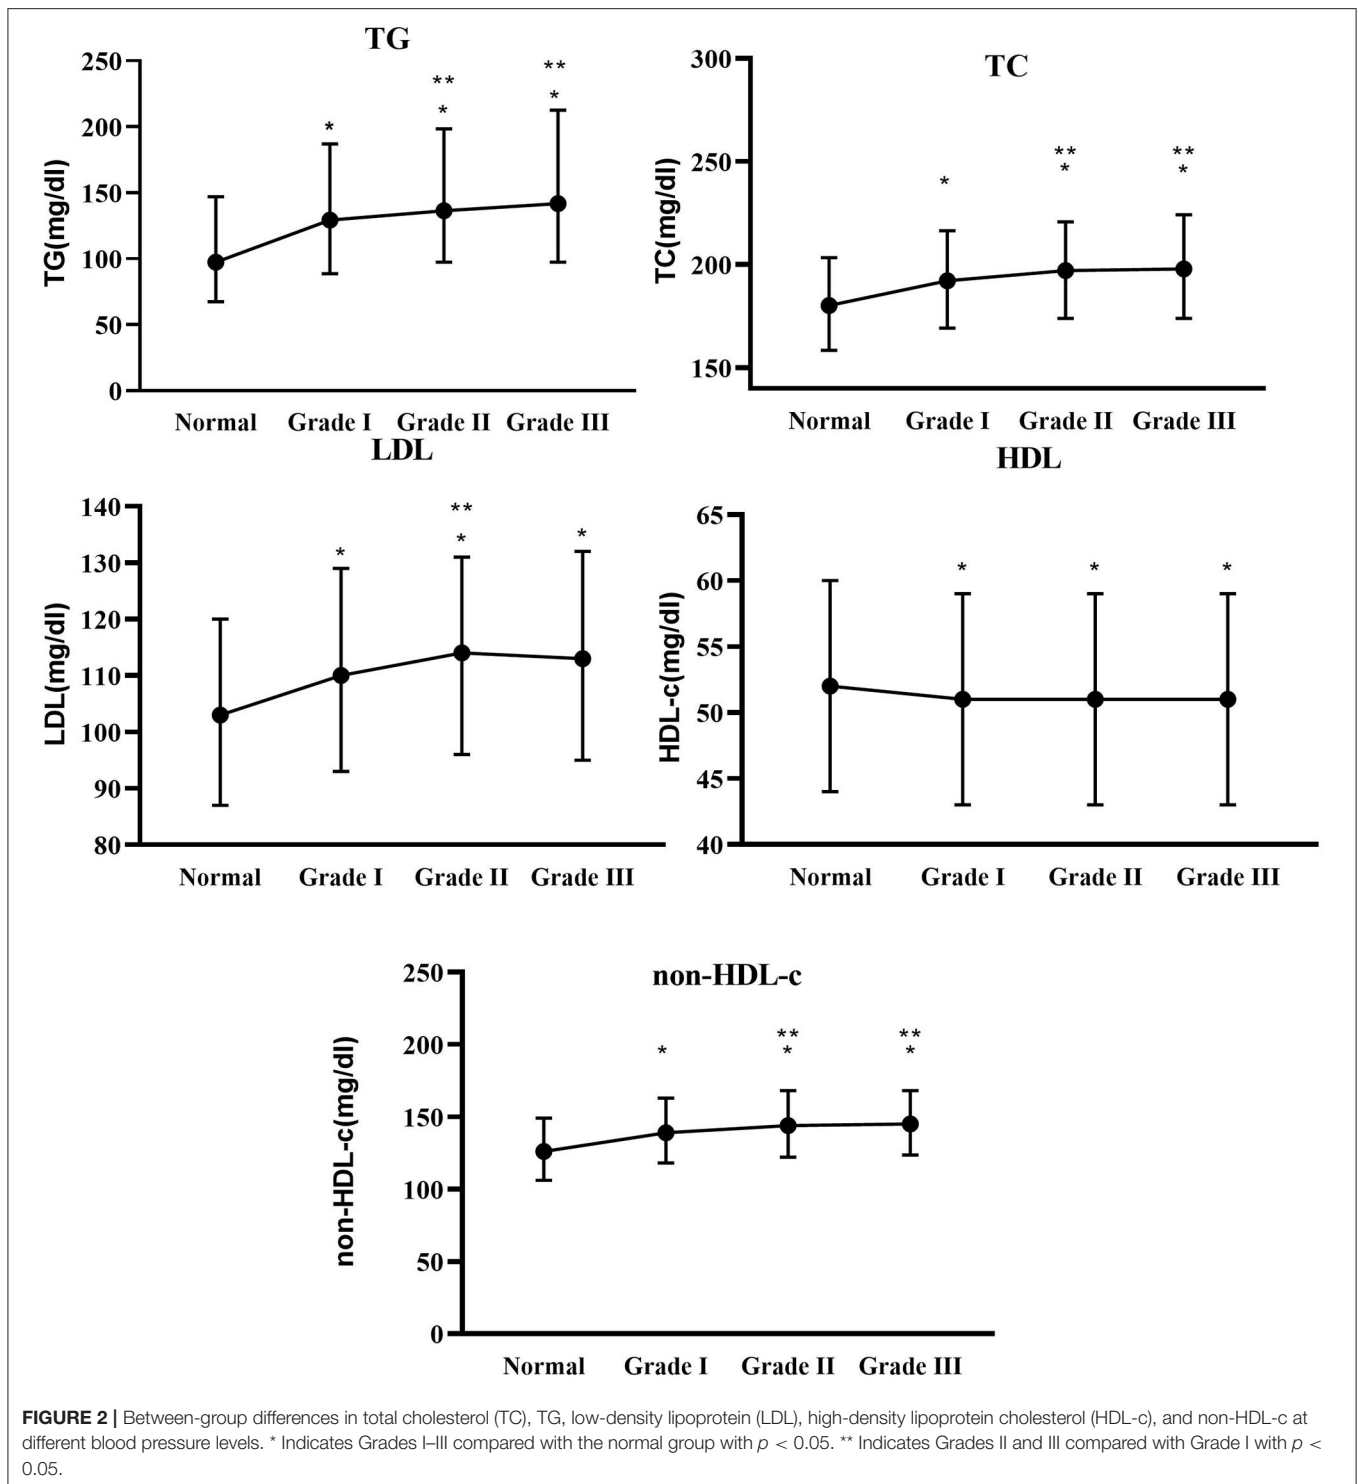 TG
250
200
150
100
50
0
TG(mg/dl)
*
**
*
**
*
Normal Grade I Grade II Grade III
TC
300
250
200
150
TC(mg/dl)
*
**
*
**
*
Normal Grade I Grade II Grade III
LDL
140
130
120
110
100
90
80
LDL(mg/dl)
*
**
*
*
Normal Grade I Grade II Grade III
HDL
65
60
55
50
45
40
HDL-c(mg/dl)
* * *
Normal Grade I Grade II Grade III
non-HDL-c
250
200
150
100
50
0
non-HDL-c(mg/dl)
*
**
*
**
*
Normal Grade I Grade II Grade III
FIGURE 2 | Between-group differences in total cholesterol (TC), TG, low-density lipoprotein (LDL), high-density lipoprotein cholesterol (HDL-c), and non-HDL-c at
different blood pressure levels. * Indicates Grades I–III compared with the normal group with p < 0.05. ** Indicates Grades II and III compared with Grade I with p <
0.05.